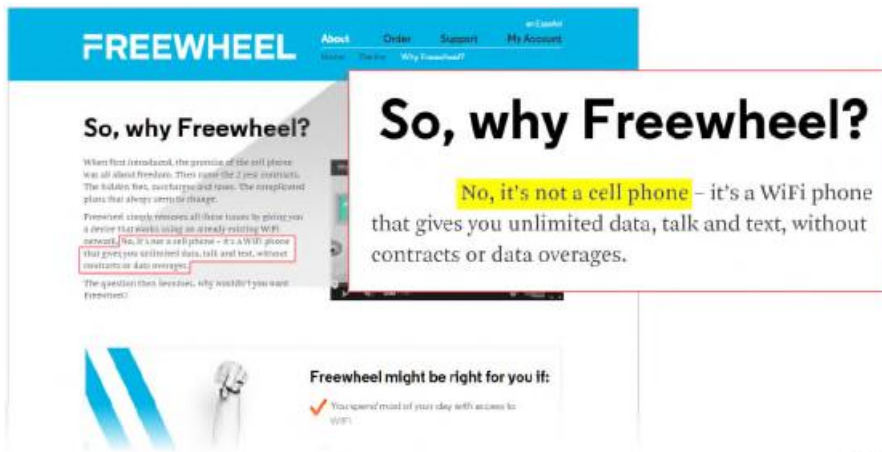 en Español
FREEWHEEL
About Order Support My Account
Home Device Why Freewheel?
So, why Freewheel?
When first introduced, the promise of the cell phone
was all about freedom. Then came the 2 year contracts.
The hidden fees, surcharges and taxes. The complicated
plans that always seem to change.
Freewheel simply removes all those issues by giving you
a device that works using an already existing WiFi
network. No, it's not a cell phone – it's a WiFi phone
that gives you unlimited data, talk and text, without
contracts or data overages.
The question then becomes, why wouldn't you want
Freewheel?
So, why Freewheel?
No, it's not a cell phone – it's a WiFi phone
that gives you unlimited data, talk and text, without
contracts or data overages.
Freewheel might be right for you if:
You spend most of your day with access to
WiFi